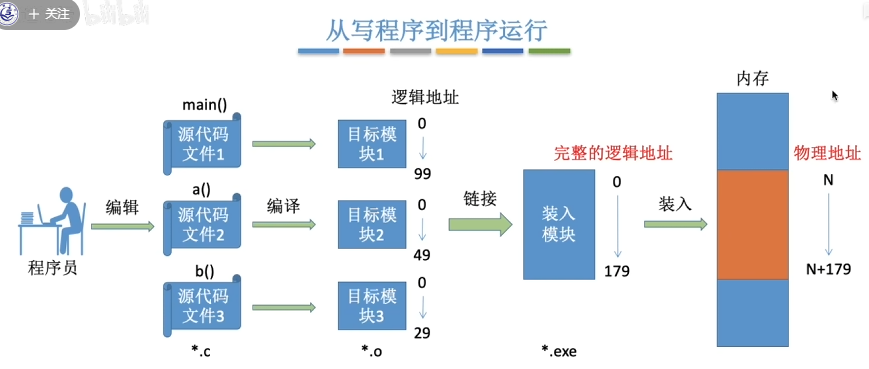 + 关注
bilibili
从写程序到程序运行
内存
逻辑地址
main()
源代码
文件1
目标模
块1
0
99
完整的逻辑地址
物理地址
a()
编辑
源代码
文件2
编译
目标模
块2
0
49
链接
装入
模块
0
179
装入
N
N+179
程序员
b()
源代码
文件3
目标模
块3
0
29
*.c
*.o
*.exe